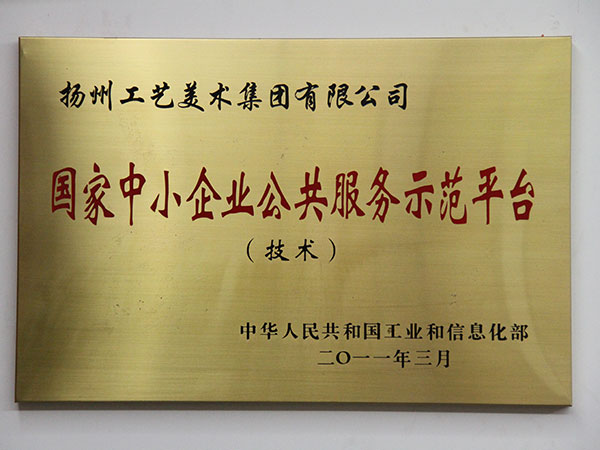 扬州工艺美术集团有限公司
国家中小企业公共服务示范平台
（技术）
中华人民共和国工业和信息化部
二〇一一年三月